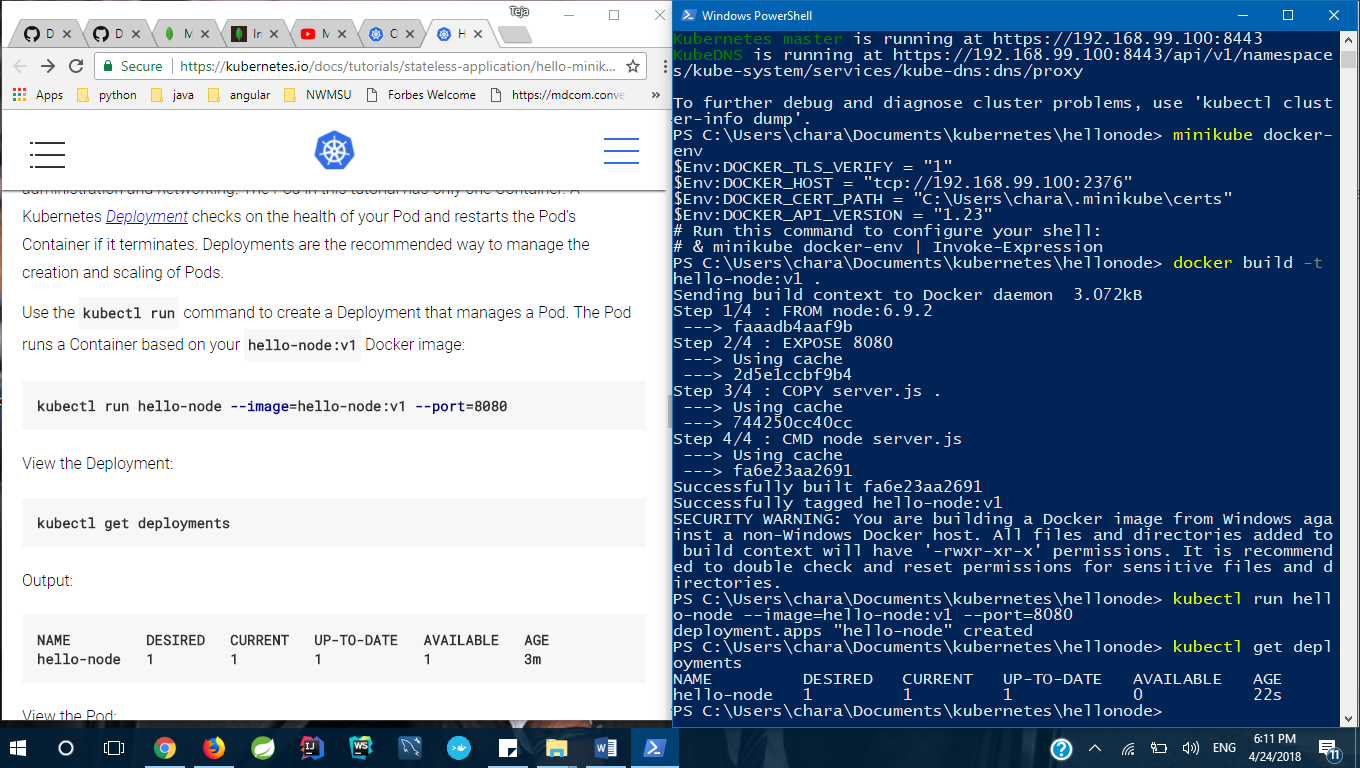 Teja
D
D
M
In
M
C
H
Secure
https://kubernetes.io/docs/tutorials/stateless-application/hello-minik
Apps
python
java
angular
NWMSU
Forbes Welcome
https://mdcom.conve
»
administration and networking. The Pod in this tutorial has only one Container. A
Kubernetes Deployment checks on the health of your Pod and restarts the Pod's
Container if it terminates. Deployments are the recommended way to manage the
creation and scaling of Pods.
Use the kubectl run command to create a Deployment that manages a Pod. The Pod
runs a Container based on your hello-node:v1 Docker image:
kubectl run hello-node --image=hello-node:v1 --port=8080
View the Deployment:
kubectl get deployments
Output:
NAME DESIRED CURRENT UP-TO-DATE AVAILABLE AGE
hello-node 1 1 1 1 3m
View the Pod:
Windows PowerShell
Kubernetes master is running at https://192.168.99.100:8443
KubeDNS is running at https://192.168.99.100:8443/api/v1/namespace
s/kube-system/services/kube-dns:dns/proxy
To further debug and diagnose cluster problems, use 'kubectl clust
er-info dump'.
PS C:\Users\chara\Documents\kubernetes\hellonode> minikube docker-
env
$Env:DOCKER_TLS_VERIFY = "1"
$Env:DOCKER_HOST = "tcp://192.168.99.100:2376"
$Env:DOCKER_CERT_PATH = "C:\Users\chara\.minikube\certs"
$Env:DOCKER_API_VERSION = "1.23"
# Run this command to configure your shell:
# & minikube docker-env | Invoke-Expression
PS C:\Users\chara\Documents\kubernetes\hellonode> docker build -t
hello-node:v1 .
Sending build context to Docker daemon 3.072kB
Step 1/4 : FROM node:6.9.2
---> faaadb4aaf9b
Step 2/4 : EXPOSE 8080
---> Using cache
---> 2d5e1ccbf9b4
Step 3/4 : COPY server.js .
---> Using cache
---> 744250cc40cc
Step 4/4 : CMD node server.js
---> Using cache
---> fa6e23aa2691
Successfully built fa6e23aa2691
Successfully tagged hello-node:v1
SECURITY WARNING: You are building a Docker image from Windows aga
inst a non-Windows Docker host. All files and directories added to
build context will have '-rwxr-xr-x' permissions. It is recommend
ed to double check and reset permissions for sensitive files and d
irectories.
PS C:\Users\chara\Documents\kubernetes\hellonode> kubectl run hell
o-node --image=hello-node:v1 --port=8080
deployment.apps "hello-node" created
PS C:\Users\chara\Documents\kubernetes\hellonode> kubectl get depl
oyments
NAME DESIRED CURRENT UP-TO-DATE AVAILABLE AGE
hello-node 1 1 1 0 22s
PS C:\Users\chara\Documents\kubernetes\hellonode>
IJ
WS
W
?
ENG
6:11 PM
4/24/2018
11